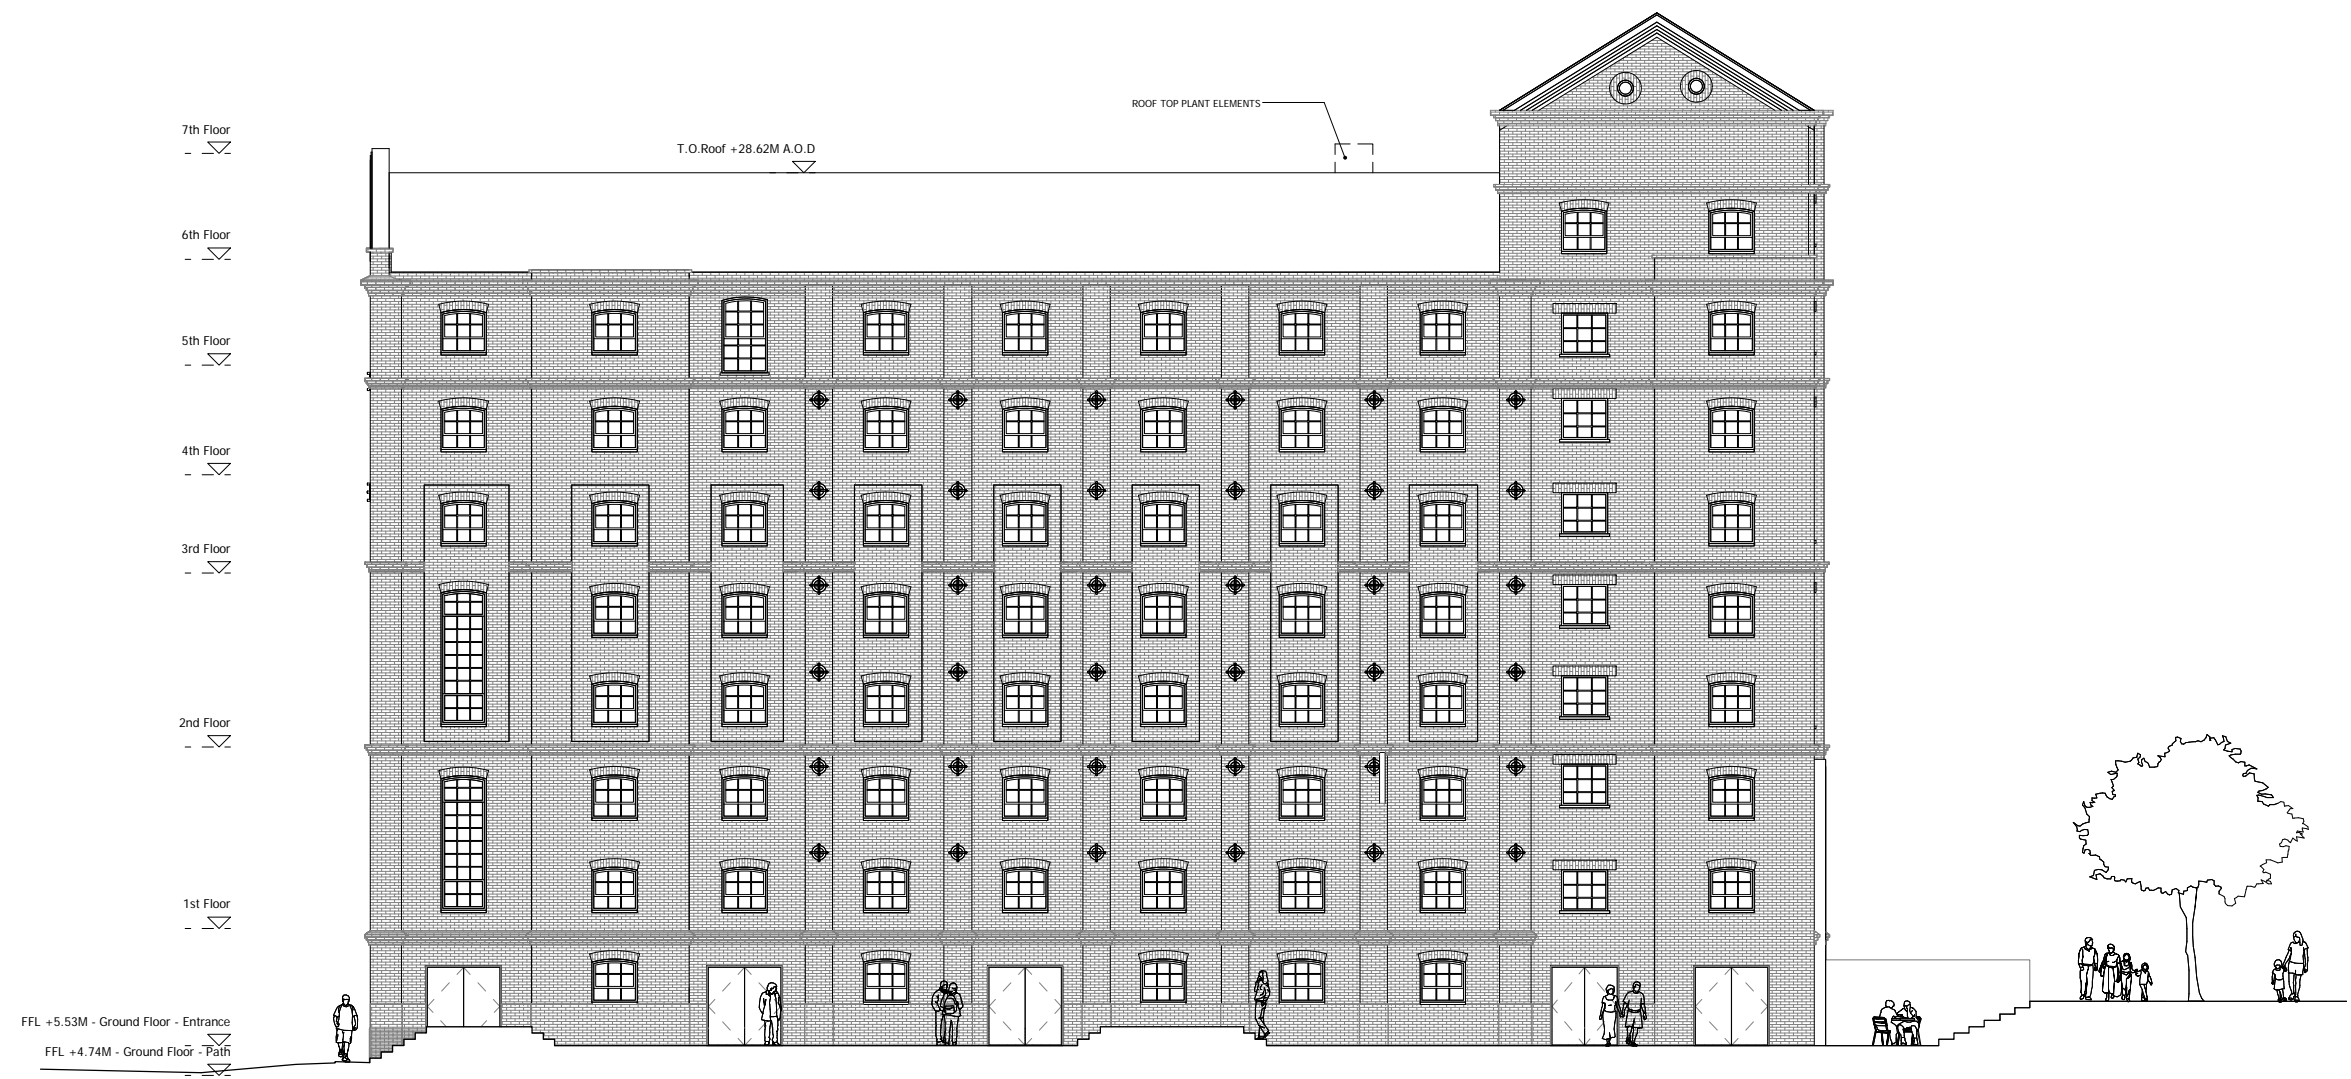 ROOF TOP PLANT ELEMENTS
7th Floor
T.O.Roof +28.62M A.O.D
6th Floor
5th Floor
4th Floor
3rd Floor
2nd Floor
1st Floor
FFL +5.53M - Ground Floor - Entrance
FFL +4.74M - Ground Floor - Path